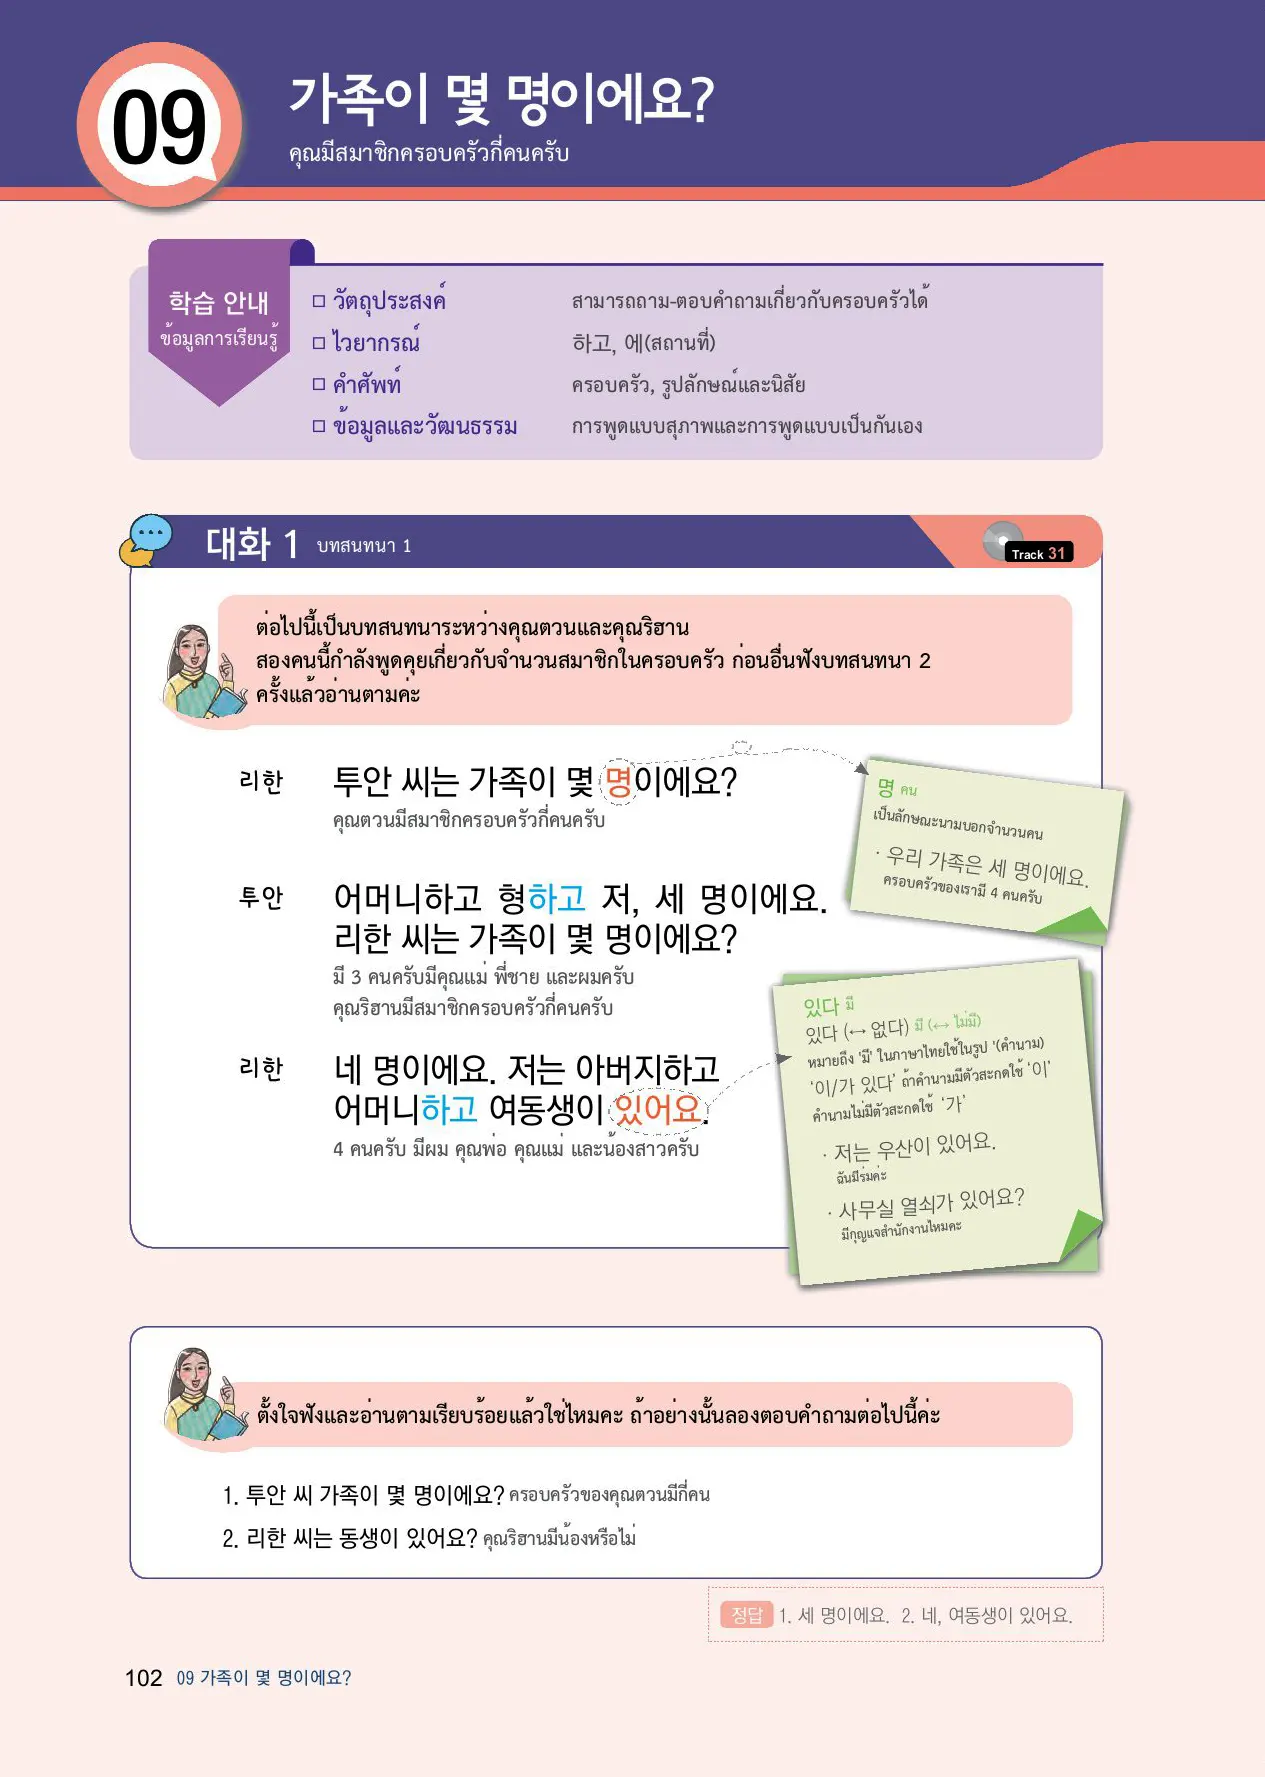 09
가족이 몇 명이에요?
คุณมีสมาชิกครอบครัวกี่คนครับ
학습 안내
ข้อมูลการเรียนรู้
□ วัตถุประสงค์ สามารถถาม-ตอบคำถามเกี่ยวกับครอบครัวได้
□ ไวยากรณ์ 하고, 에(สถานที่)
□ คำศัพท์ ครอบครัว, รูปลักษณ์และนิสัย
□ ข้อมูลและวัฒนธรรม การพูดแบบสุภาพและการพูดแบบเป็นกันเอง
대화 1 บทสนทนา 1
Track 31
ต่อไปนี้เป็นบทสนทนาระหว่างคุณตวนและคุณริฮาน
สองคนนี้กำลังพูดคุยเกี่ยวกับจำนวนสมาชิกในครอบครัว ก่อนอื่นฟังบทสนทนา 2
ครั้งแล้วอ่านตามค่ะ
리한 투안 씨는 가족이 몇 명이에요?
คุณตวนมีสมาชิกครอบครัวกี่คนครับ
명 คน
เป็นลักษณะนามบอกจำนวนคน
· 우리 가족은 세 명이에요.
ครอบครัวของเรามี 4 คนครับ
투안 어머니하고 형하고 저, 세 명이에요.
리한 씨는 가족이 몇 명이에요?
มี 3 คนครับมีคุณแม่ พี่ชาย และผมครับ
คุณริฮานมีสมาชิกครอบครัวกี่คนครับ
리한 네 명이에요. 저는 아버지하고
어머니하고 여동생이 있어요.
4 คนครับ มีผม คุณพ่อ คุณแม่ และน้องสาวครับ
있다 มี
있다 (↔ 없다) มี (↔ ไม่มี)
หมายถึง 'มี' ในภาษาไทยใช้ในรูป '(คำนาม)
'이/가 있다' ถ้าคำนามมีตัวสะกดใช้ '이'
คำนามไม่มีตัวสะกดใช้ '가'
· 저는 우산이 있어요.
ฉันมีร่มค่ะ
· 사무실 열쇠가 있어요?
มีกุญแจสำนักงานไหมคะ
ตั้งใจฟังและอ่านตามเรียบร้อยแล้วใช่ไหมคะ ถ้าอย่างนั้นลองตอบคำถามต่อไปนี้ค่ะ
1. 투안 씨 가족이 몇 명이에요? ครอบครัวของคุณตวนมีกี่คน
2. 리한 씨는 동생이 있어요? คุณริฮานมีน้องหรือไม่
정답 1. 세 명이에요. 2. 네, 여동생이 있어요.
102 09 가족이 몇 명이에요?